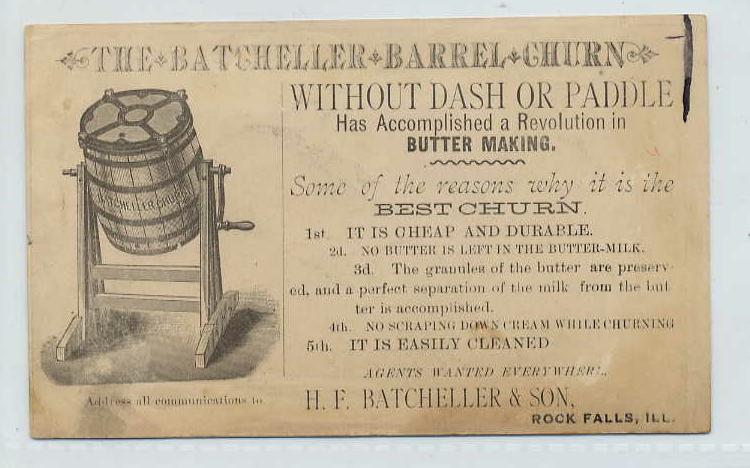 THE BATCHELLER BARREL CHURN
WITHOUT DASH OR PADDLE
Has Accomplished a Revolution in
BUTTER MAKING.
Some of the reasons why it is the
BEST CHURN.
1st. IT IS CHEAP AND DURABLE.
2d. NO BUTTER IS LEFT IN THE BUTTER-MILK.
3d. The granules of the butter are preserv-
ed, and a perfect separation of the milk from the but-
ter is accomplished.
4th. NO SCRAPING DOWN CREAM WHILE CHURNING
5th. IT IS EASILY CLEANED
AGENTS WANTED EVERYWHERE.
Address all communications to
H. F. BATCHELLER & SON,
ROCK FALLS, ILL.
BATCHELLER CHURN